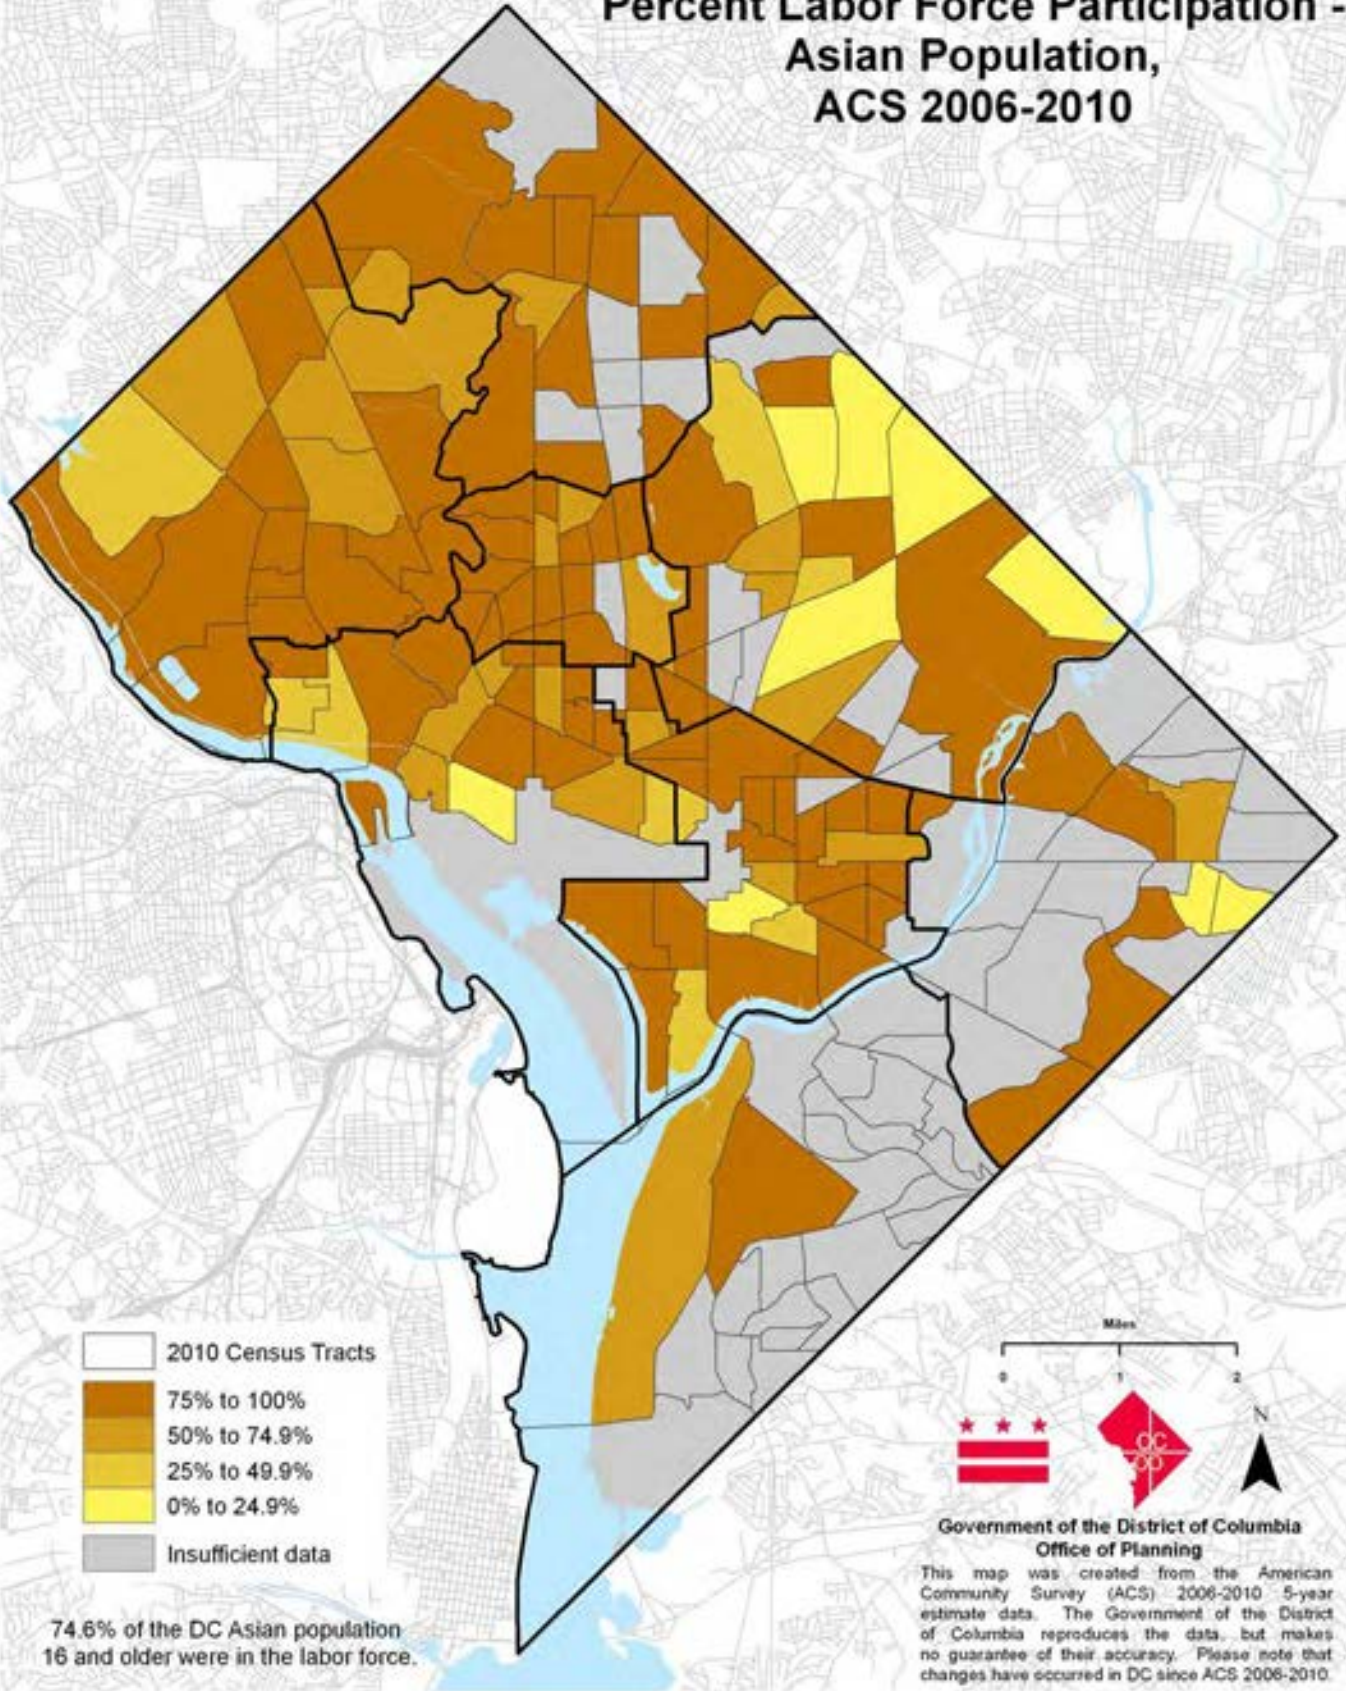 Percent Labor Force Participation -
Asian Population,
ACS 2006-2010
2010 Census Tracts
75% to 100%
50% to 74.9%
25% to 49.9%
0% to 24.9%
Insufficient data
74.6% of the DC Asian population
16 and older were in the labor force.
Miles
0 1 2
N
OC
OP
Government of the District of Columbia
Office of Planning
This map was created from the American
Community Survey (ACS) 2006-2010 5-year
estimate data. The Government of the District
of Columbia reproduces the data, but makes
no guarantee of their accuracy. Please note that
changes have occurred in DC since ACS 2006-2010.